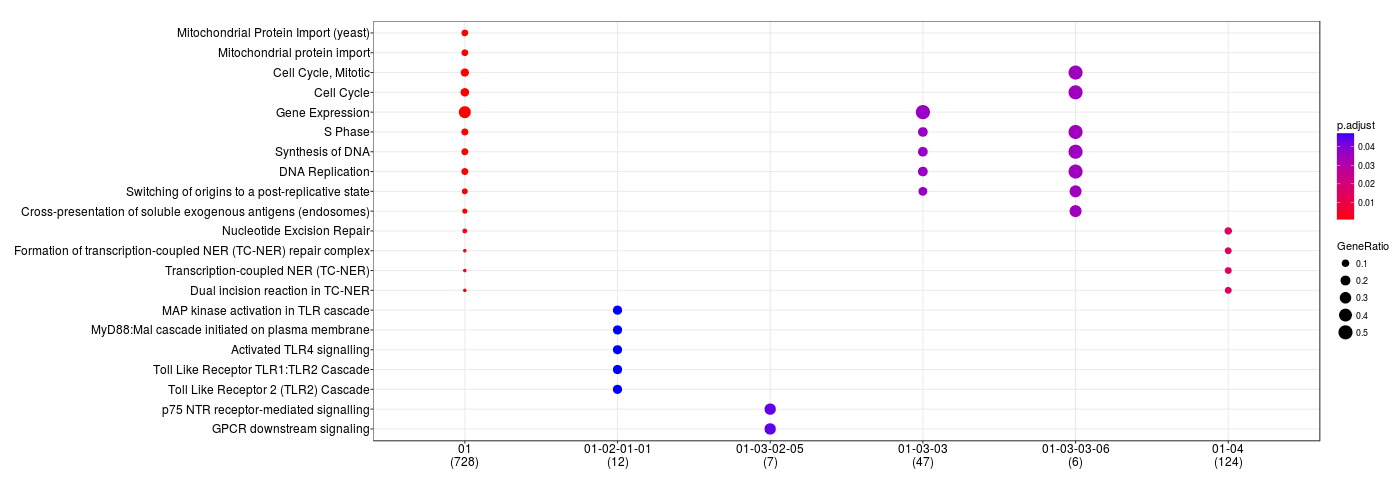 Mitochondrial Protein Import (yeast)
Mitochondrial protein import
Cell Cycle, Mitotic
Cell Cycle
Gene Expression
S Phase
Synthesis of DNA
DNA Replication
Switching of origins to a post-replicative state
Cross-presentation of soluble exogenous antigens (endosomes)
Nucleotide Excision Repair
Formation of transcription-coupled NER (TC-NER) repair complex
Transcription-coupled NER (TC-NER)
Dual incision reaction in TC-NER
MAP kinase activation in TLR cascade
MyD88:Mal cascade initiated on plasma membrane
Activated TLR4 signalling
Toll Like Receptor TLR1:TLR2 Cascade
Toll Like Receptor 2 (TLR2) Cascade
p75 NTR receptor-mediated signalling
GPCR downstream signaling
01 01-02-01-01 01-03-02-05 01-03-03 01-03-03-06 01-04
(728) (12) (7) (47) (6) (124)
p.adjust
0.04
0.03
0.02
0.01
GeneRatio
0.1
0.2
0.3
0.4
0.5